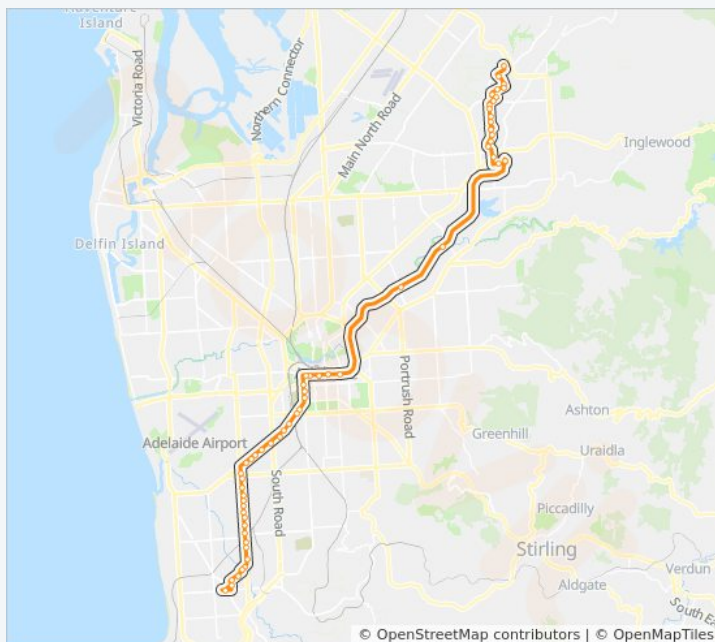 Island
Victoria Road
Northern Connector
Main North Road
Inglewood
Delfin Island
Portrush Road
Ashton
Adelaide Airport
Greenhill
Uraidla
South Road
Piccadilly
Stirling
Verdun
Aldgate
South E
© OpenStreetMap contributors | © OpenMapTiles